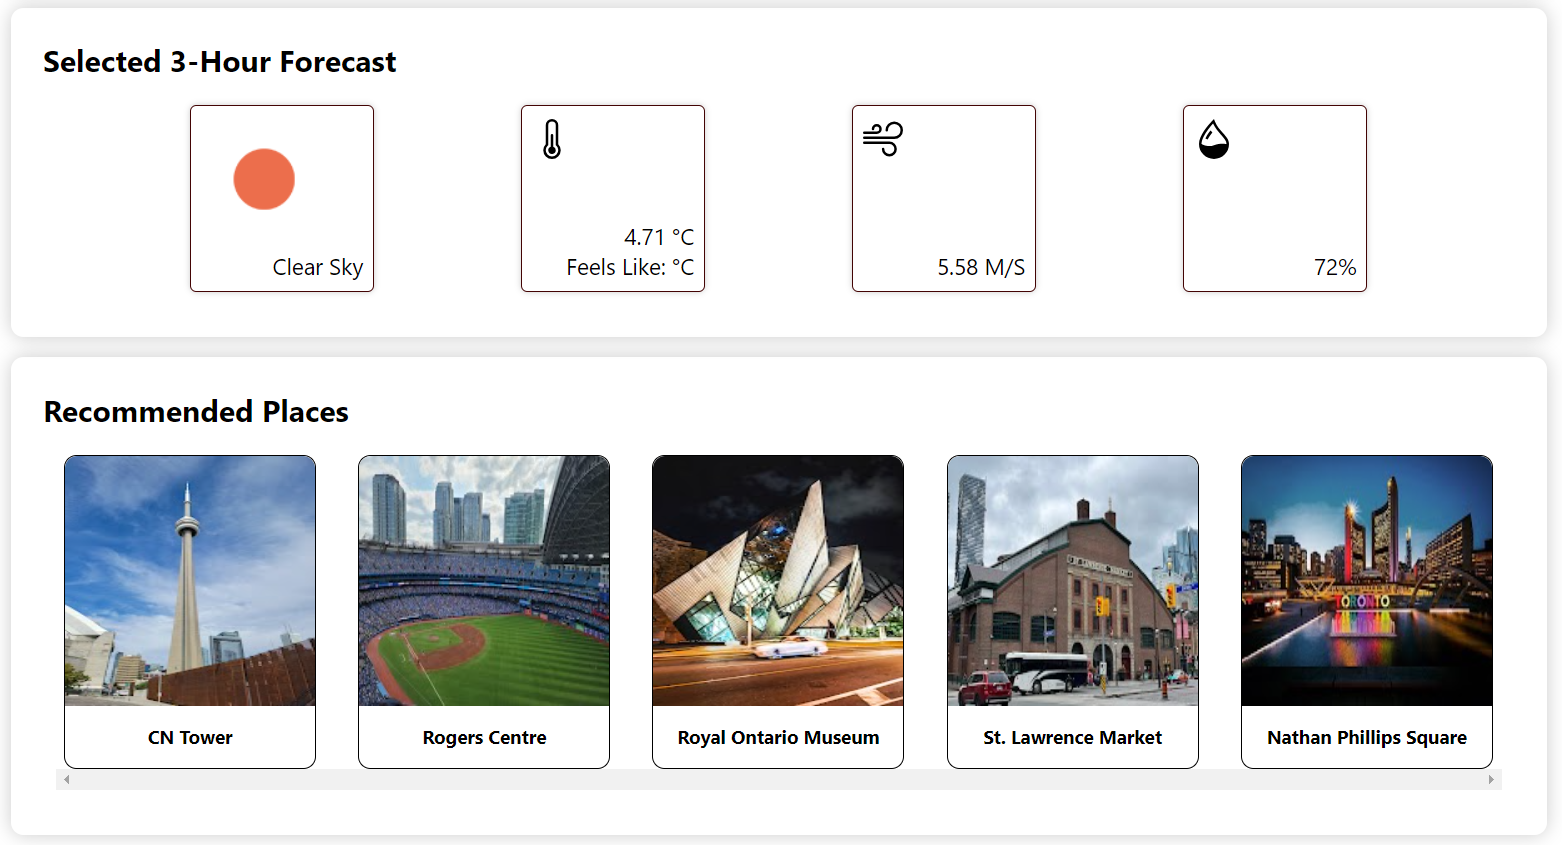 Selected 3-Hour Forecast
Clear Sky
4.71 °C
Feels Like: °C
5.58 M/S
72%
Recommended Places
TORONTO
CN Tower
Rogers Centre
Royal Ontario Museum
St. Lawrence Market
Nathan Phillips Square